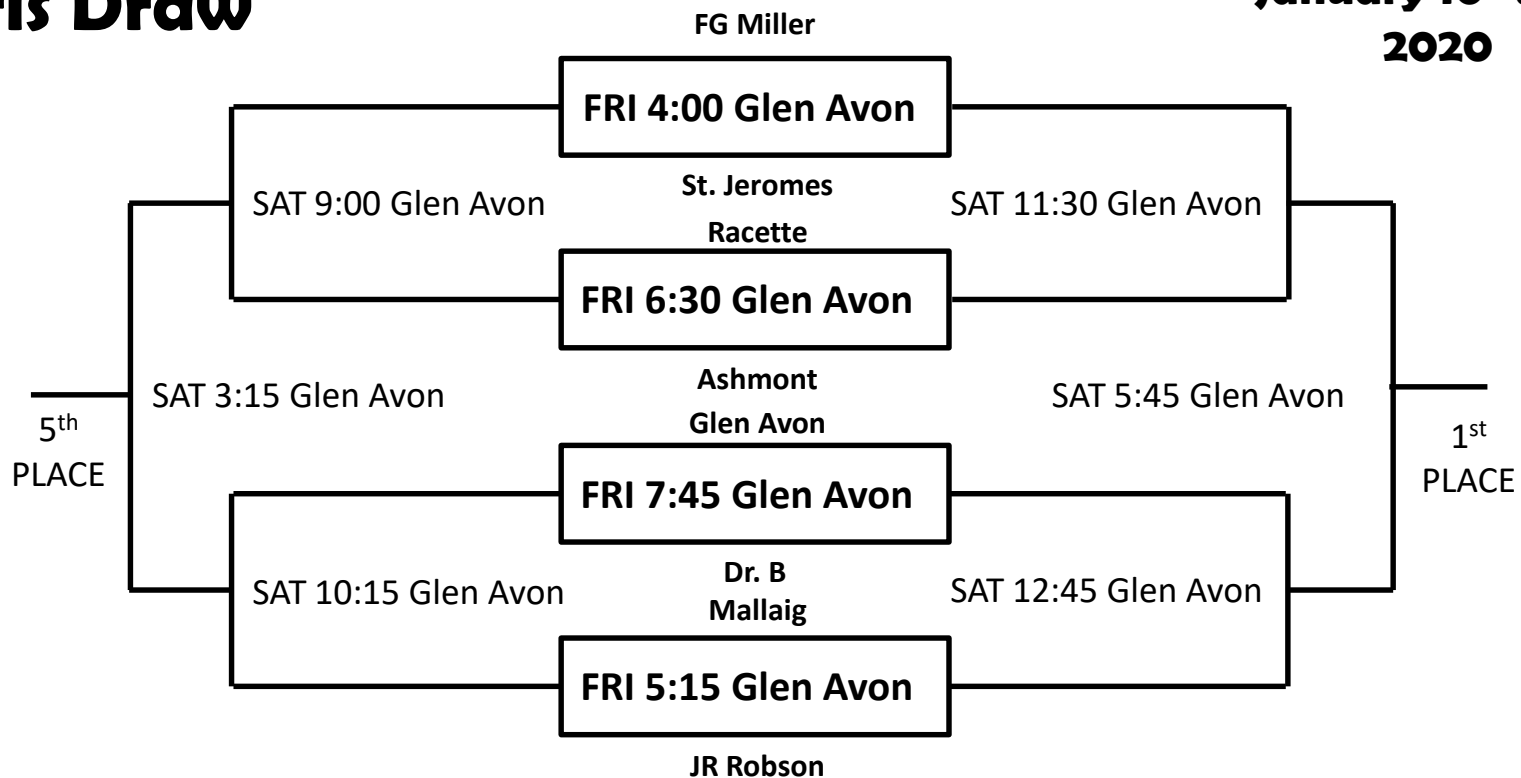 Draw
2020
FG Miller
FRI 4:00 Glen Avon
St. Jeromes
SAT 9:00 Glen Avon
SAT 11:30 Glen Avon
Racette
FRI 6:30 Glen Avon
Ashmont
SAT 3:15 Glen Avon
SAT 5:45 Glen Avon
5th
PLACE
1st
PLACE
Glen Avon
FRI 7:45 Glen Avon
Dr. B
SAT 10:15 Glen Avon
SAT 12:45 Glen Avon
Mallaig
FRI 5:15 Glen Avon
JR Robson